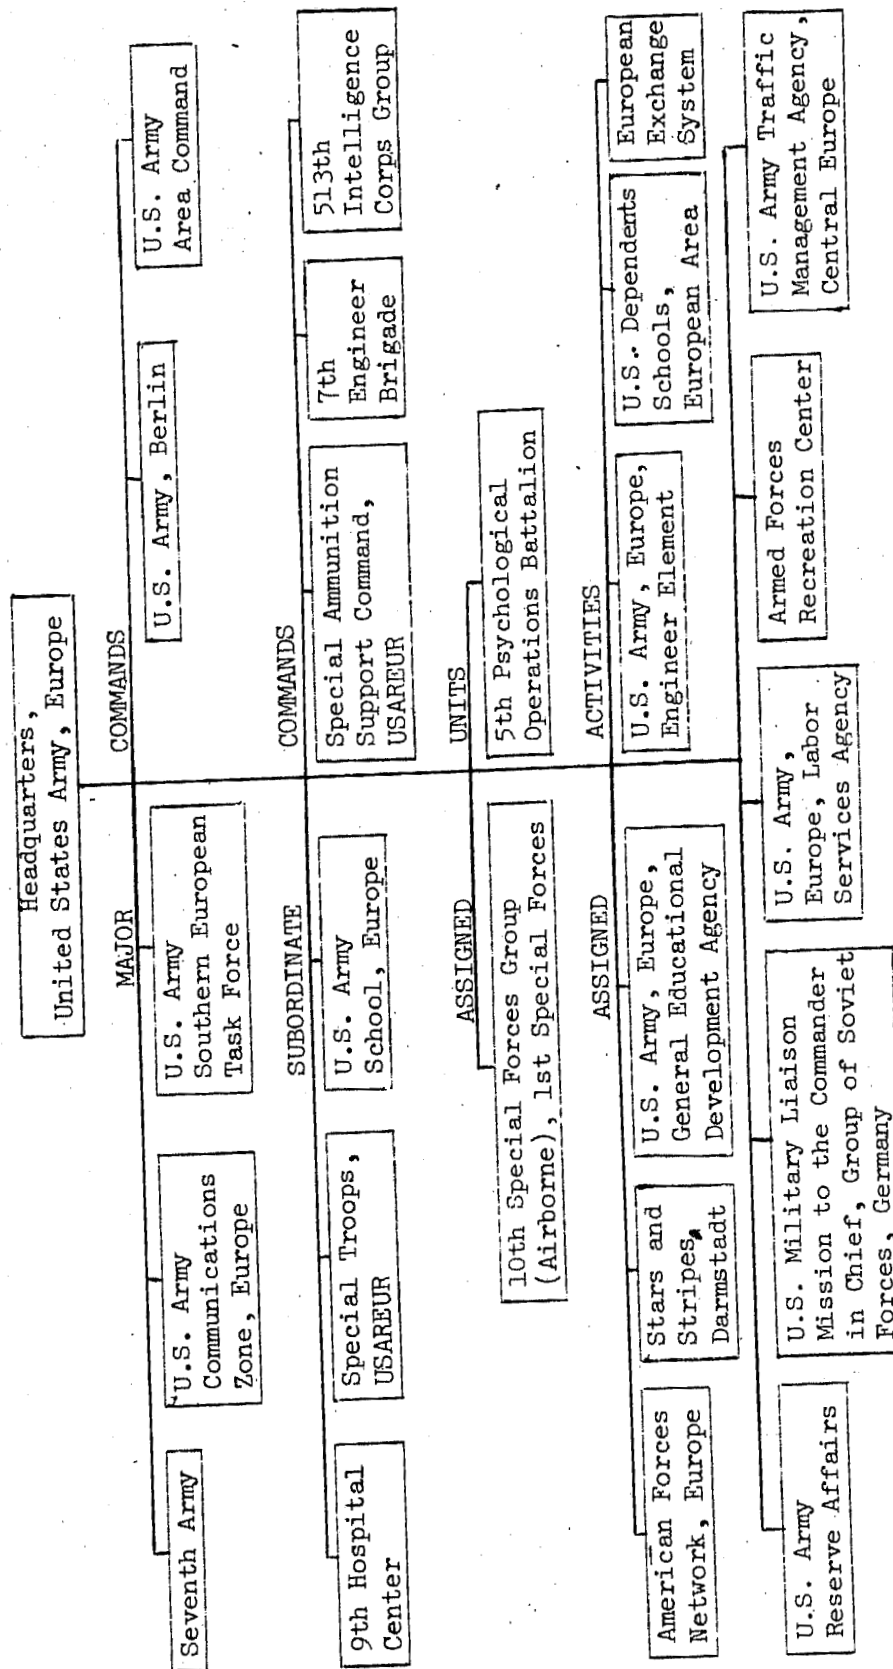 Headquarters,
United States Army, Europe
MAJOR COMMANDS
Seventh Army
U.S. Army
Communications
Zone, Europe
U.S. Army
Southern European
Task Force
U.S. Army, Berlin
U.S. Army
Area Command
SUBORDINATE COMMANDS
9th Hospital
Center
Special Troops,
USAREUR
U.S. Army
School, Europe
Special Ammunition
Support Command,
USAREUR
7th
Engineer
Brigade
513th
Intelligence
Corps Group
ASSIGNED UNITS
10th Special Forces Group
(Airborne), 1st Special Forces
5th Psychological
Operations Battalion
ASSIGNED ACTIVITIES
American Forces
Network, Europe
Stars and
Stripes,
Darmstadt
U.S. Army, Europe,
General Educational
Development Agency
U.S. Army, Europe,
Engineer Element
U.S. Dependents
Schools,
European Area
European
Exchange
System
U.S. Army
Reserve Affairs
U.S. Military Liaison
Mission to the Commander
in Chief, Group of Soviet
Forces, Germany
U.S. Army,
Europe, Labor
Services Agency
Armed Forces
Recreation Center
U.S. Army Traffic
Management Agency,
Central Europe